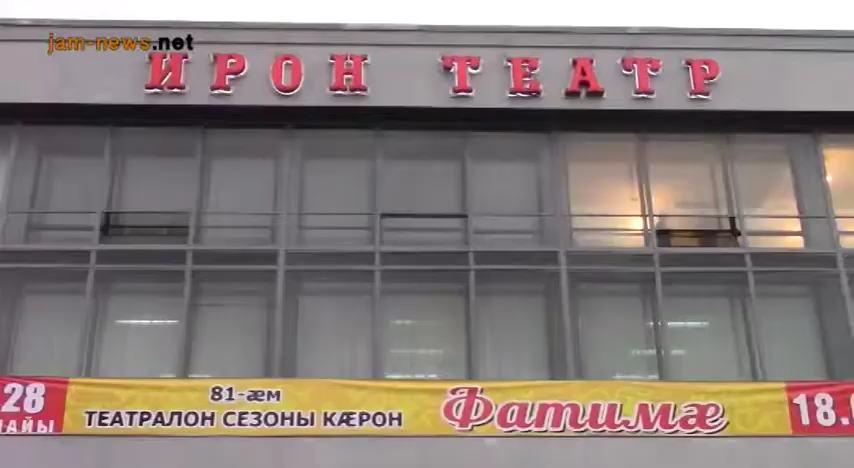 jam-news.net
ИРОН ТЕАТР
28
МАЙЫ
81-æм
ТЕАТРАЛОН СЕЗОНЫ КÆРОН
Фатимæ
18.